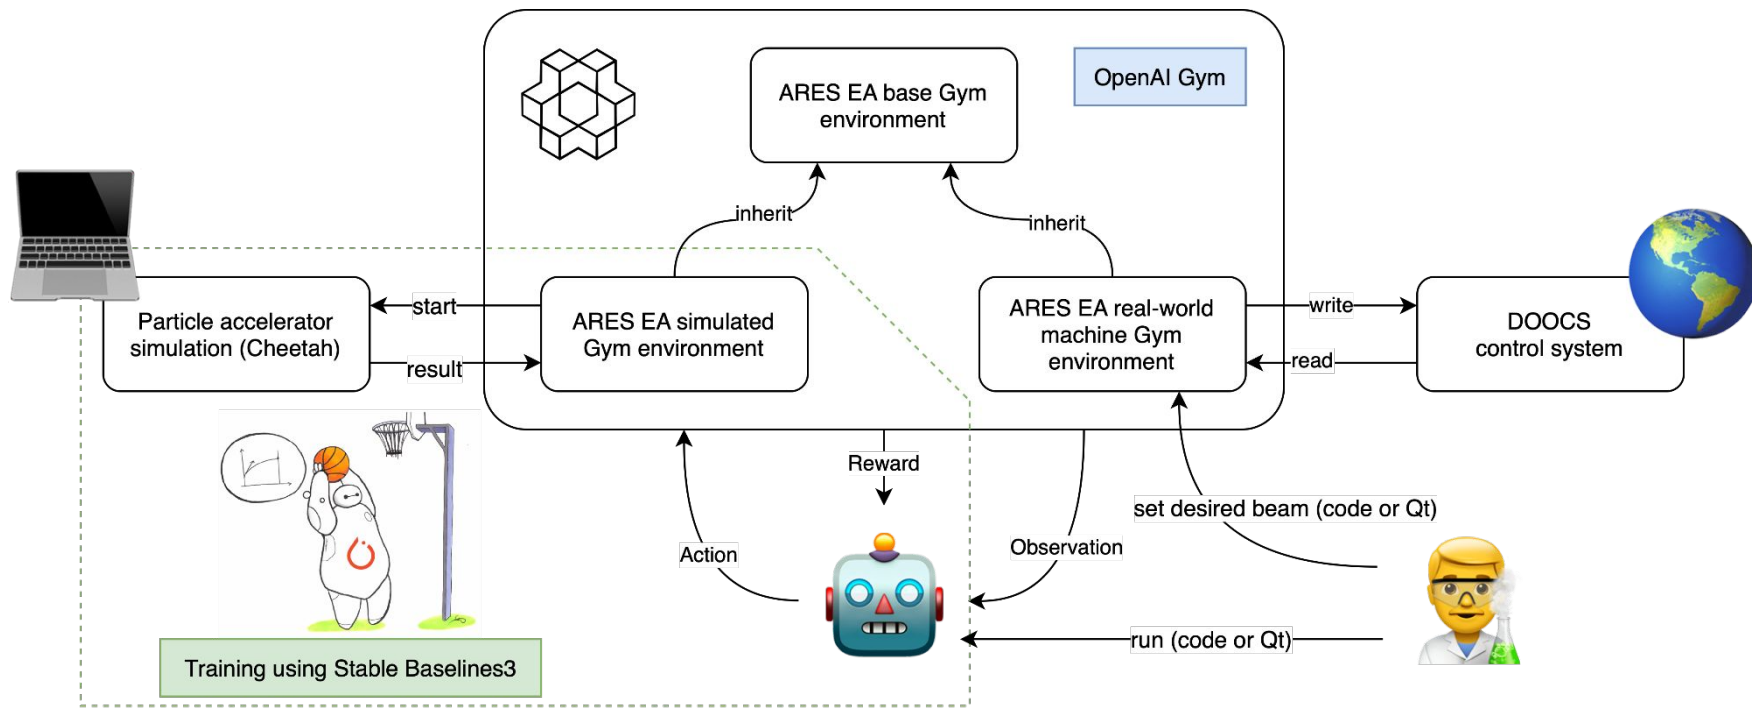 OpenAI Gym
ARES EA base Gym
environment
inherit
inherit
start
result
Particle accelerator
simulation (Cheetah)
ARES EA simulated
Gym environment
ARES EA real-world
machine Gym
environment
write
read
DOOCS
control system
Reward
Action
Observation
set desired beam (code or Qt)
run (code or Qt)
Training using Stable Baselines3